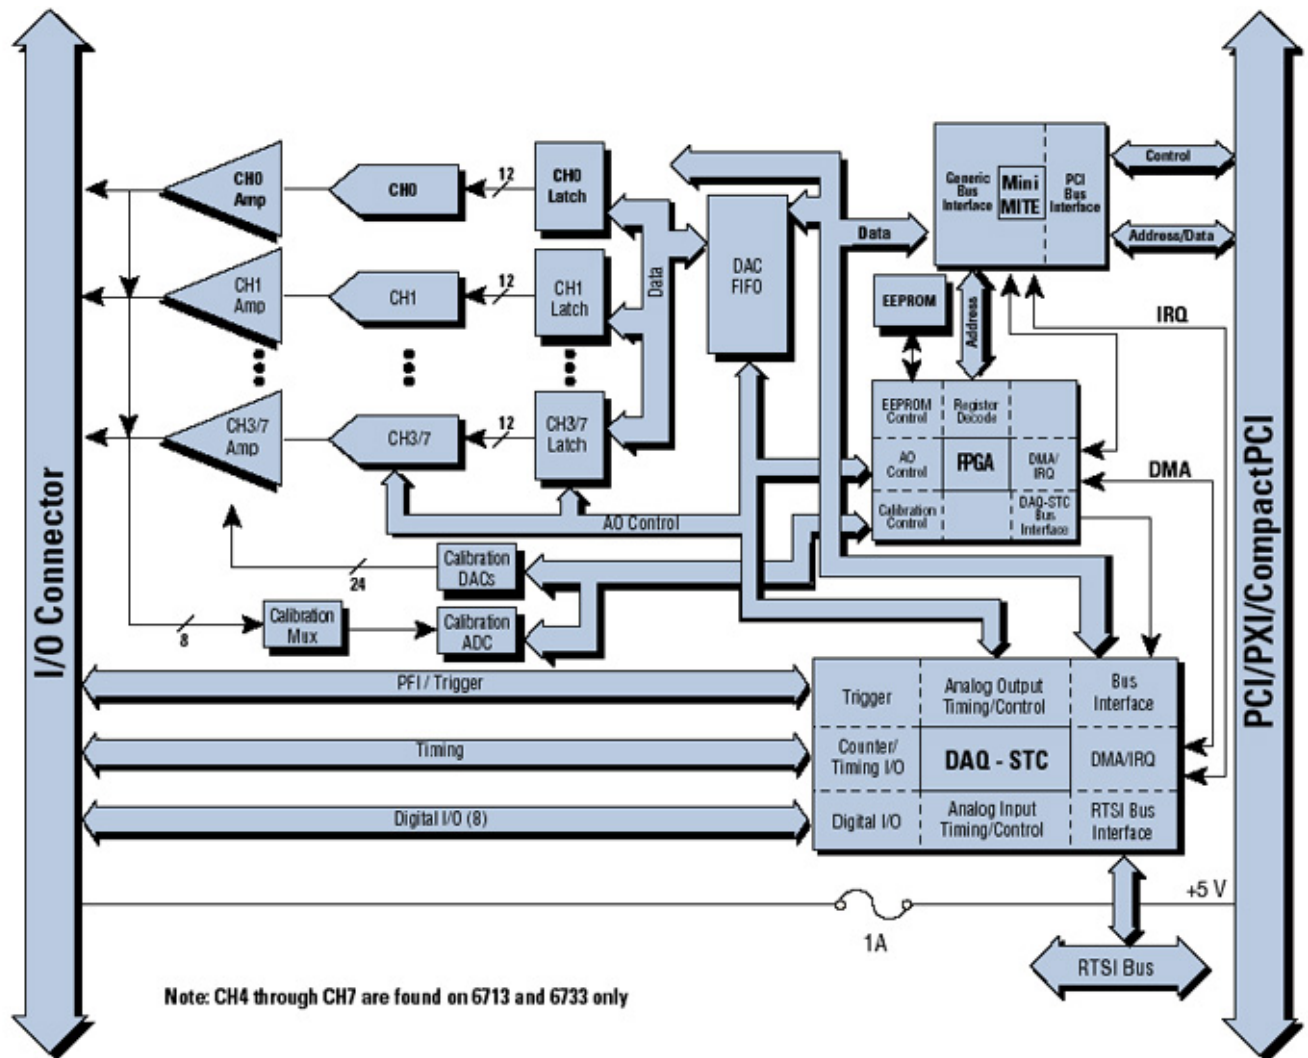 I/O Connector
PCI/PXI/CompactPCI
CH0
Amp
CH0
12
CH0
Latch
CH1
Amp
CH1
12
CH1
Latch
CH3/7
Amp
CH3/7
12
CH3/7
Latch
Data
DAC
FIFO
Data
Generic
Bus
Interface
Mini
MITE
PCI
Bus
Interface
Control
Address/Data
EEPROM
Address
IRQ
EEPROM
Control
Register
Decode
AO
Control
FPGA
DMA/
IRQ
Calibration
Control
DAQ-STC
Bus
Interface
DMA
AO Control
24
Calibration
DACs
8
Calibration
Mux
Calibration
ADC
PFI / Trigger
Timing
Digital I/O (8)
Trigger
Analog Output
Timing/Control
Bus
Interface
Counter/
Timing I/O
DAQ - STC
DMA/IRQ
Digital I/O
Analog Input
Timing/Control
RTSI Bus
Interface
+5 V
1A
RTSI Bus
Note: CH4 through CH7 are found on 6713 and 6733 only